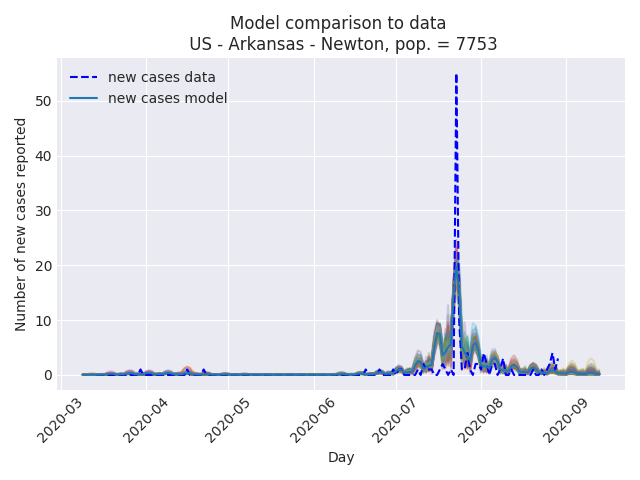 Model comparison to data
US - Arkansas - Newton, pop. = 7753
new cases data
new cases model
Number of new cases reported
50
40
30
20
10
0
2020-03
2020-04
2020-05
2020-06
2020-07
2020-08
2020-09
Day